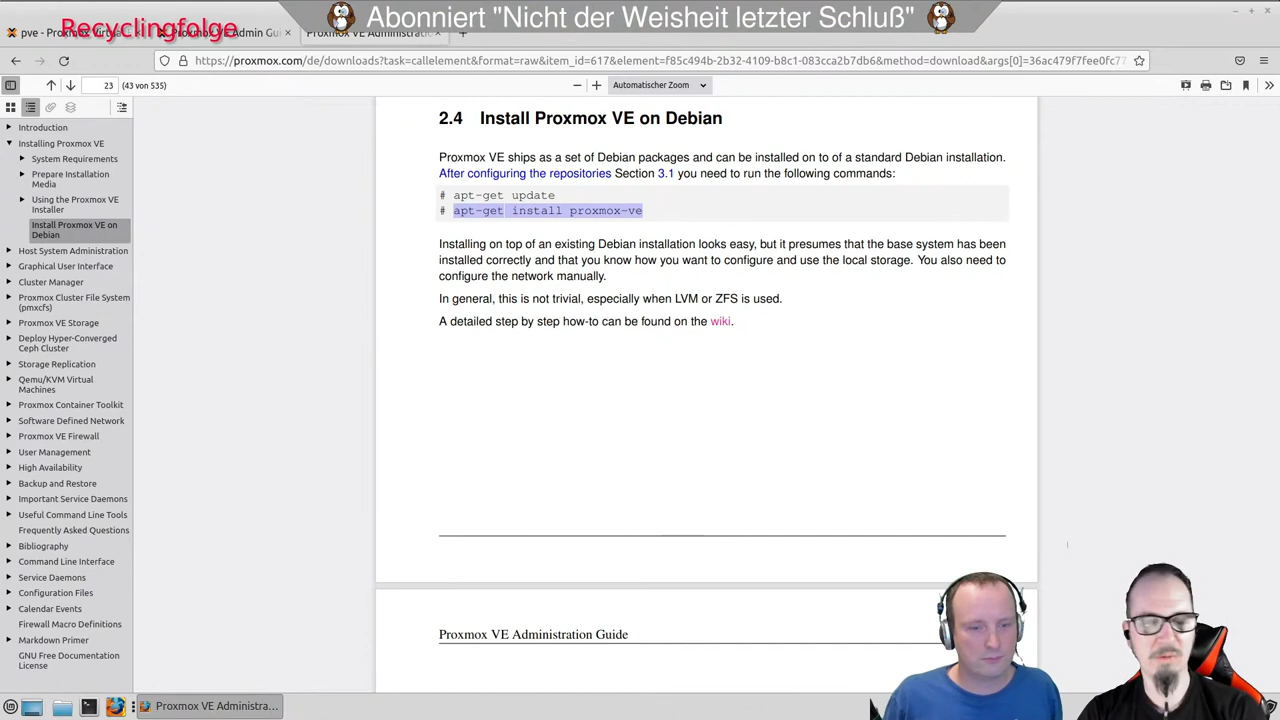 Abonniert "Nicht der Weisheit letzter Schluß"
Recyclingfolge
pve - Proxmox Virtual
Proxmox VE Admin Gui
Proxmox VE Administratio
https://proxmox.com/de/downloads?task=callelement&format=raw&item_id=617&element=f85c494b-2b32-4109-b8c1-083cca2b7db6&method=download&args[0]=36ac479f7fee0fc77
23 (43 von 535)
Automatischer Zoom
Introduction
Installing Proxmox VE
System Requirements
Prepare Installation
Media
Using the Proxmox VE
Installer
Install Proxmox VE on
Debian
Host System Administration
Graphical User Interface
Cluster Manager
Proxmox Cluster File System
(pmxcfs)
Proxmox VE Storage
Deploy Hyper-Converged
Ceph Cluster
Storage Replication
Qemu/KVM Virtual
Machines
Proxmox Container Toolkit
Software Defined Network
Proxmox VE Firewall
User Management
High Availability
Backup and Restore
Important Service Daemons
Useful Command Line Tools
Frequently Asked Questions
Bibliography
Command Line Interface
Service Daemons
Configuration Files
Calendar Events
Firewall Macro Definitions
Markdown Primer
GNU Free Documentation
License
2.4 Install Proxmox VE on Debian
Proxmox VE ships as a set of Debian packages and can be installed on to of a standard Debian installation.
After configuring the repositories Section 3.1 you need to run the following commands:
# apt-get update
# apt-get install proxmox-ve
Installing on top of an existing Debian installation looks easy, but it presumes that the base system has been
installed correctly and that you know how you want to configure and use the local storage. You also need to
configure the network manually.
In general, this is not trivial, especially when LVM or ZFS is used.
A detailed step by step how-to can be found on the wiki.
Proxmox VE Administration Guide
Proxmox VE Administra...